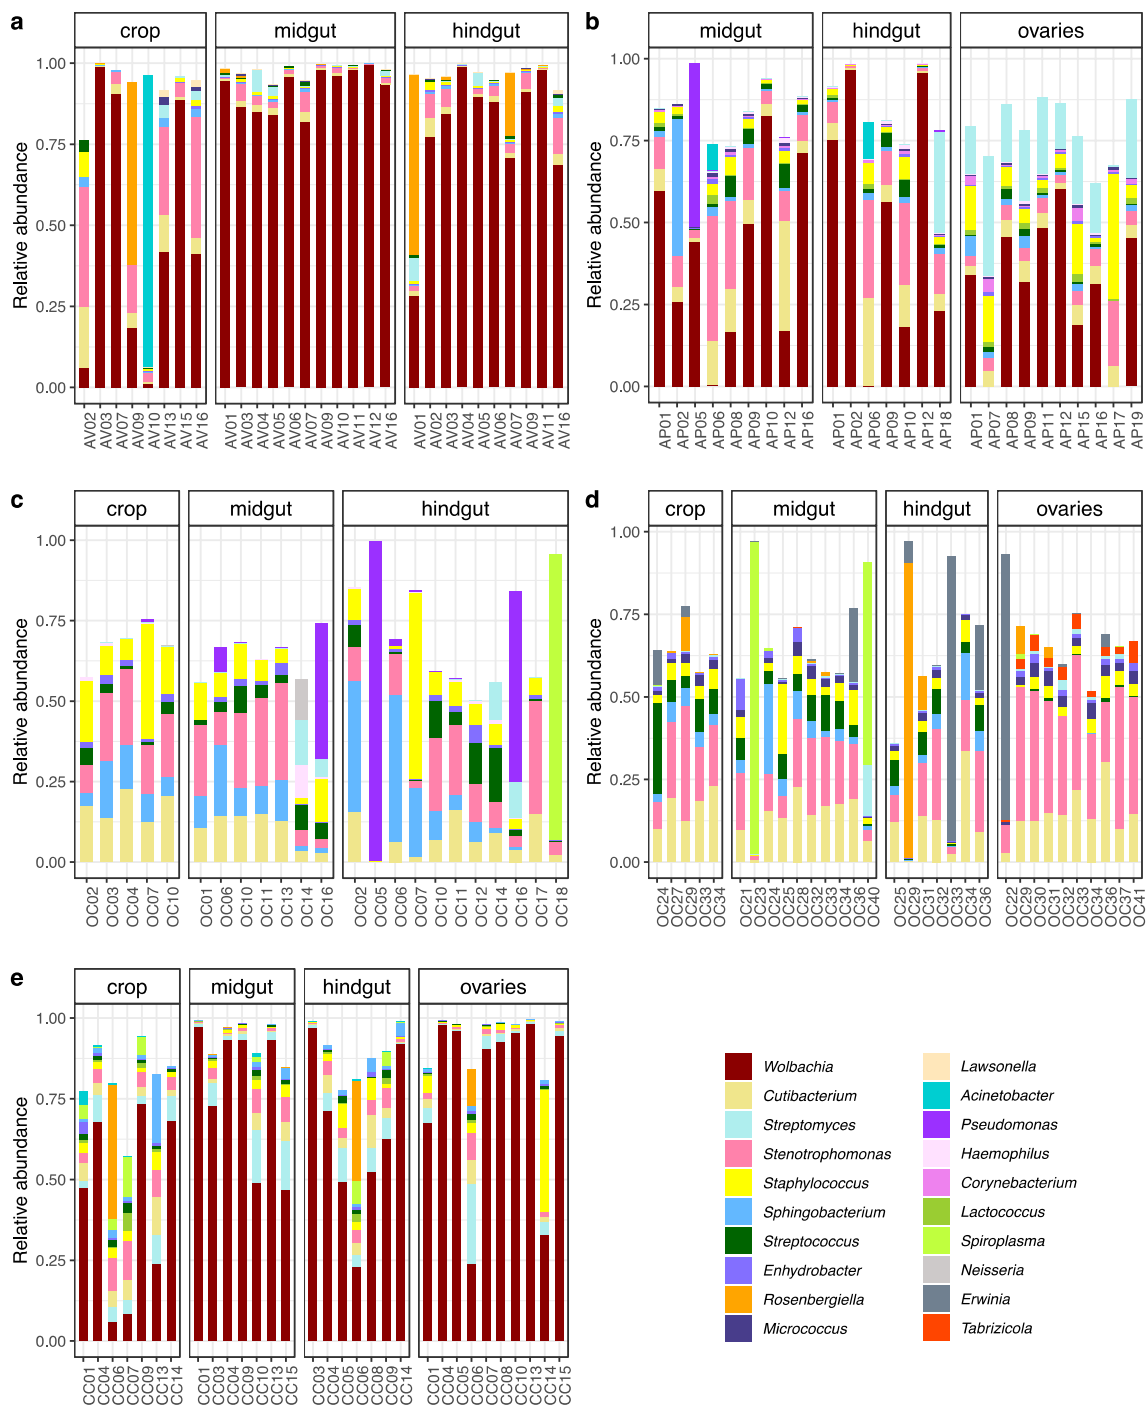 a
crop
midgut
hindgut
Relative abundance
1.00
0.75
0.50
0.25
0.00
AV02
AV03
AV07
AV09
AV10
AV13
AV15
AV16
AV01
AV03
AV04
AV05
AV06
AV07
AV09
AV10
AV11
AV12
AV16
AV01
AV02
AV03
AV04
AV05
AV06
AV07
AV09
AV11
AV16
b
midgut
hindgut
ovaries
Relative abundance
1.00
0.75
0.50
0.25
0.00
AP01
AP02
AP05
AP06
AP08
AP09
AP10
AP12
AP16
AP01
AP02
AP06
AP09
AP10
AP12
AP18
AP01
AP07
AP08
AP09
AP11
AP12
AP15
AP16
AP17
AP19
c
crop
midgut
hindgut
Relative abundance
1.00
0.75
0.50
0.25
0.00
OC02
OC03
OC04
OC07
OC10
OC01
OC06
OC10
OC11
OC13
OC14
OC16
OC02
OC05
OC06
OC07
OC10
OC11
OC12
OC14
OC16
OC17
OC18
d
crop
midgut
hindgut
ovaries
Relative abundance
1.00
0.75
0.50
0.25
0.00
OC24
OC27
OC29
OC33
OC34
OC21
OC23
OC24
OC25
OC28
OC32
OC33
OC34
OC36
OC40
OC25
OC29
OC31
OC32
OC33
OC34
OC36
OC22
OC29
OC30
OC31
OC32
OC33
OC34
OC36
OC37
OC41
e
crop
midgut
hindgut
ovaries
Relative abundance
1.00
0.75
0.50
0.25
0.00
CC01
CC04
CC06
CC07
CC09
CC13
CC14
CC01
CC03
CC04
CC09
CC10
CC13
CC15
CC03
CC04
CC05
CC06
CC08
CC09
CC14
CC01
CC04
CC05
CC06
CC07
CC08
CC10
CC13
CC14
CC15
Wolbachia
Cutibacterium
Streptomyces
Stenotrophomonas
Staphylococcus
Sphingobacterium
Streptococcus
Enhydrobacter
Rosenbergiella
Micrococcus
Lawsonella
Acinetobacter
Pseudomonas
Haemophilus
Corynebacterium
Lactococcus
Spiroplasma
Neisseria
Erwinia
Tabrizicola